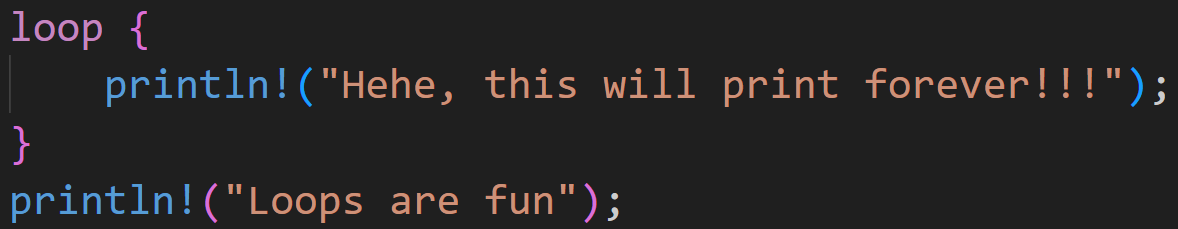 loop {
    println!("Hehe, this will print forever!!!");
}
println!("Loops are fun");